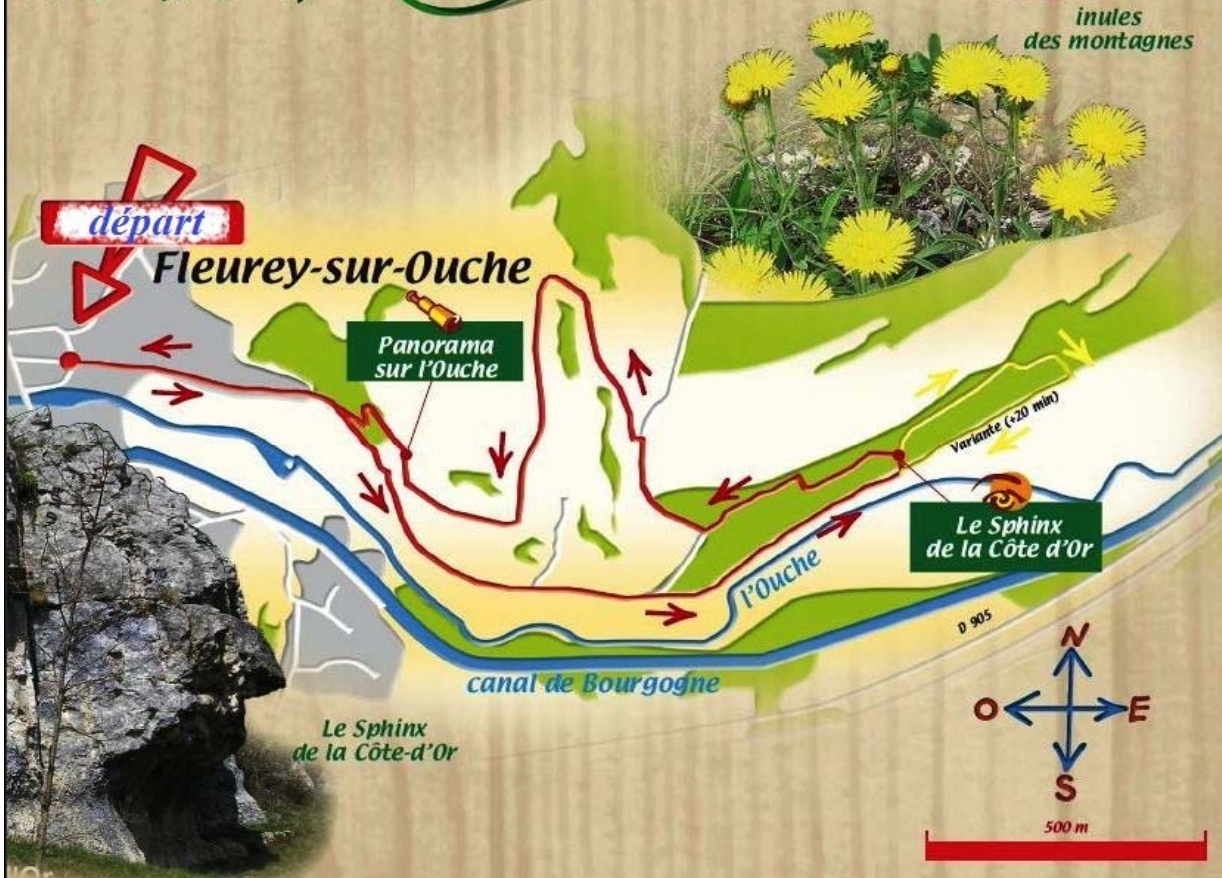 inules
des montagnes
départ
Fleurey-sur-Ouche
Panorama
sur l'Ouche
Variante (+20 min)
Le Sphinx
de la Côte d'Or
l'Ouche
D 905
canal de Bourgogne
Le Sphinx
de la Côte-d'Or
N
O
E
S
500 m